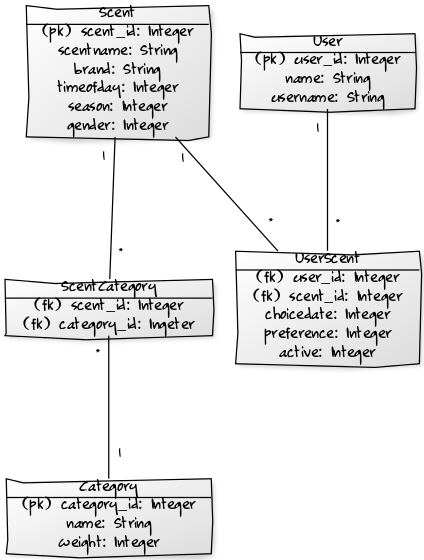 Scent
(pk) scent_id: Integer
scentname: String
brand: String
timeofday: Integer
season: Integer
gender: Integer
User
(pk) user_id: Integer
name: String
username: String
1
1
1
*
*
*
UserScent
(fk) user_id: Integer
(fk) scent_id: Integer
choicedate: Integer
preference: Integer
active: Integer
ScentCategory
(fk) scent_id: Integer
(fk) category_id: Ingeter
*
1
Category
(pk) category_id: Integer
name: String
weight: Integer